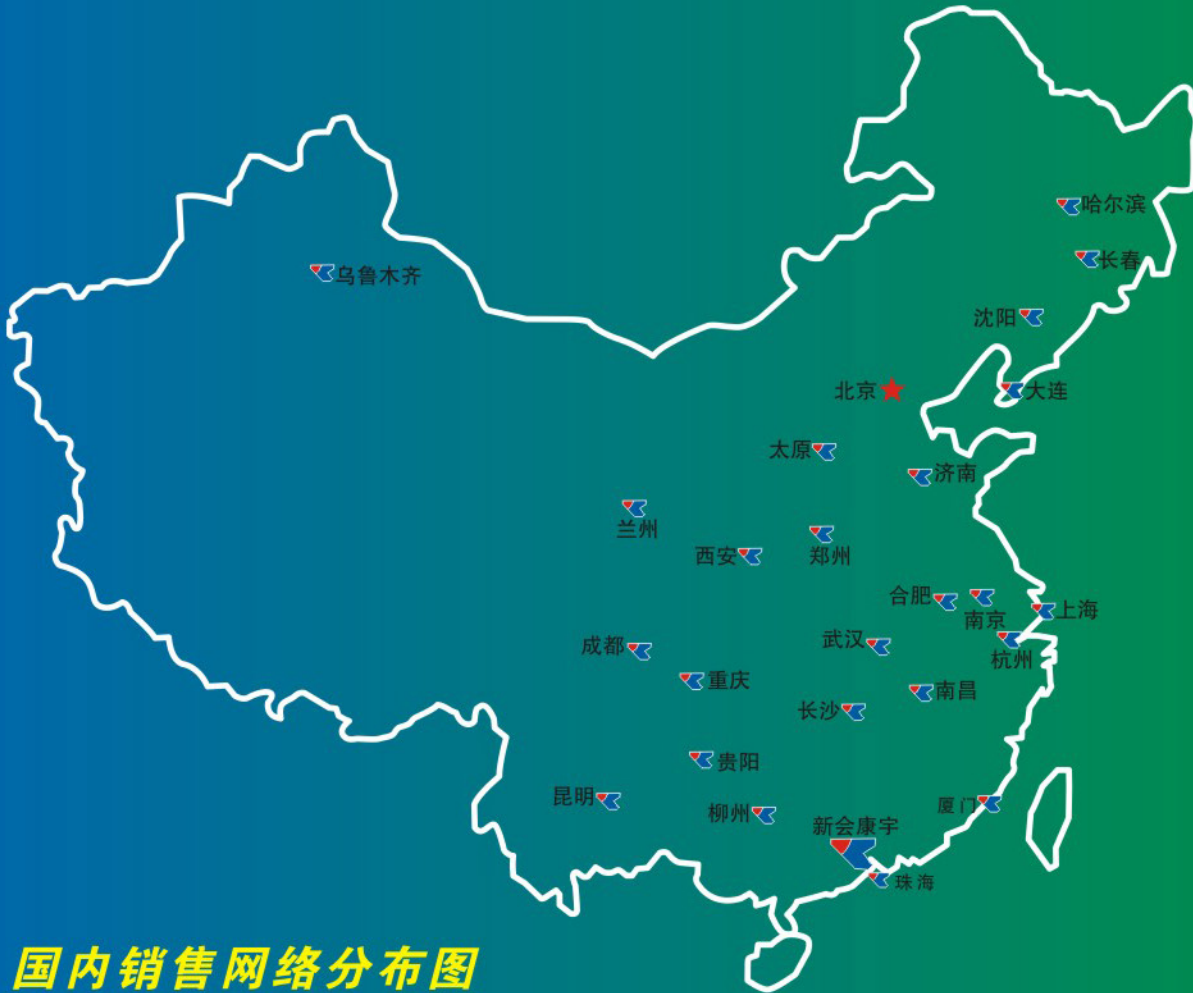 哈尔滨
长春
乌鲁木齐
沈阳
北京
大连
太原
济南
兰州
西安
郑州
合肥
南京
上海
武汉
杭州
成都
重庆
南昌
长沙
贵阳
昆明
柳州
厦门
新会康宇
珠海
国内销售网络分布图